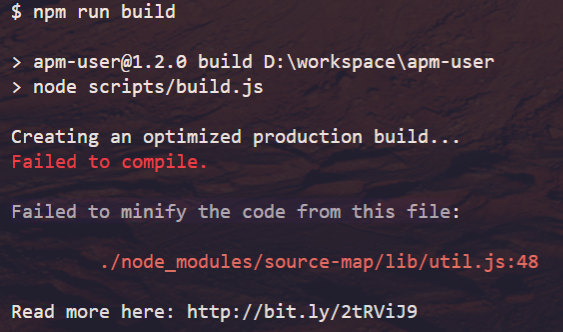 $ npm run build
> apm-user@1.2.0 build D:\workspace\apm-user
> node scripts/build.js
Creating an optimized production build...
Failed to compile.
Failed to minify the code from this file:
./node_modules/source-map/lib/util.js:48
Read more here: http://bit.ly/2tRViJ9